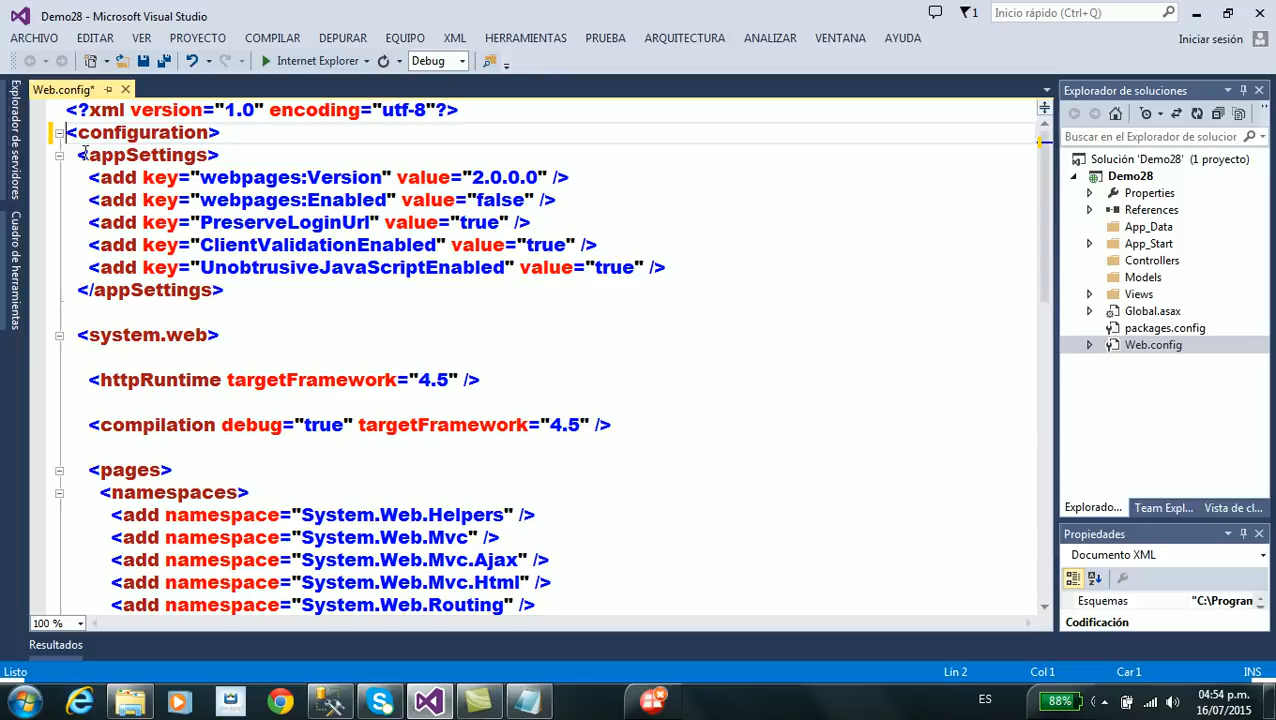 Demo28 - Microsoft Visual Studio
1
Inicio rápido (Ctrl+Q)
ARCHIVO EDITAR VER PROYECTO COMPILAR DEPURAR EQUIPO XML HERRAMIENTAS PRUEBA ARQUITECTURA ANALIZAR VENTANA AYUDA
Iniciar sesión
Internet Explorer
Debug
Explorador de servidores
Cuadro de herramientas
Web.config*
<?xml version="1.0" encoding="utf-8"?>
<configuration>
<appSettings>
<add key="webpages:Version" value="2.0.0.0" />
<add key="webpages:Enabled" value="false" />
<add key="PreserveLoginUrl" value="true" />
<add key="ClientValidationEnabled" value="true" />
<add key="UnobtrusiveJavaScriptEnabled" value="true" />
</appSettings>
<system.web>
<httpRuntime targetFramework="4.5" />
<compilation debug="true" targetFramework="4.5" />
<pages>
<namespaces>
<add namespace="System.Web.Helpers" />
<add namespace="System.Web.Mvc" />
<add namespace="System.Web.Mvc.Ajax" />
<add namespace="System.Web.Mvc.Html" />
<add namespace="System.Web.Routing" />
100 %
Explorador de soluciones
Buscar en el Explorador de soluciones (
Solución 'Demo28' (1 proyecto)
Demo28
Properties
References
App_Data
App_Start
Controllers
Models
Views
Global.asax
packages.config
Web.config
Explorado... Team Expl... Vista de cl...
Propiedades
Documento XML
Esquemas "C:\Program
Codificación
Resultados
Listo
Lín 2
Col 1
Car 1
INS
ES
88%
04:54 p.m.
16/07/2015